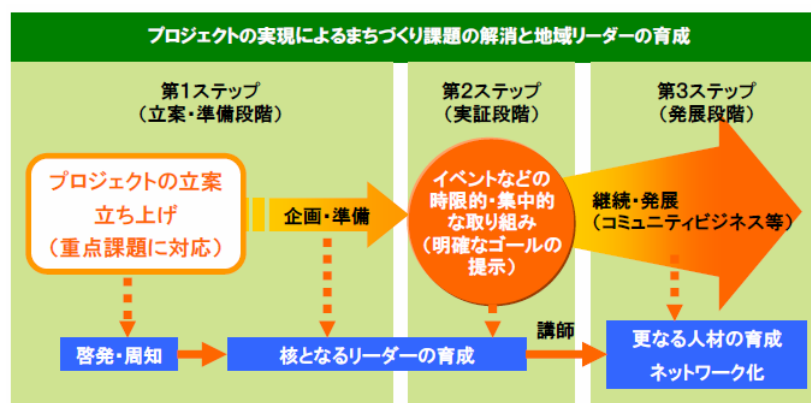 プロジェクトの実現によるまちづくり課題の解消と地域リーダーの育成
第1ステップ
（立案・準備段階）
第2ステップ
（実証段階）
第3ステップ
（発展段階）
プロジェクトの立案
立ち上げ
（重点課題に対応）
企画・準備
イベントなどの
時限的・集中的
な取り組み
（明確なゴールの
提示）
継続・発展
（コミュニティビジネス等）
啓発・周知
核となるリーダーの育成
講師
更なる人材の育成
ネットワーク化